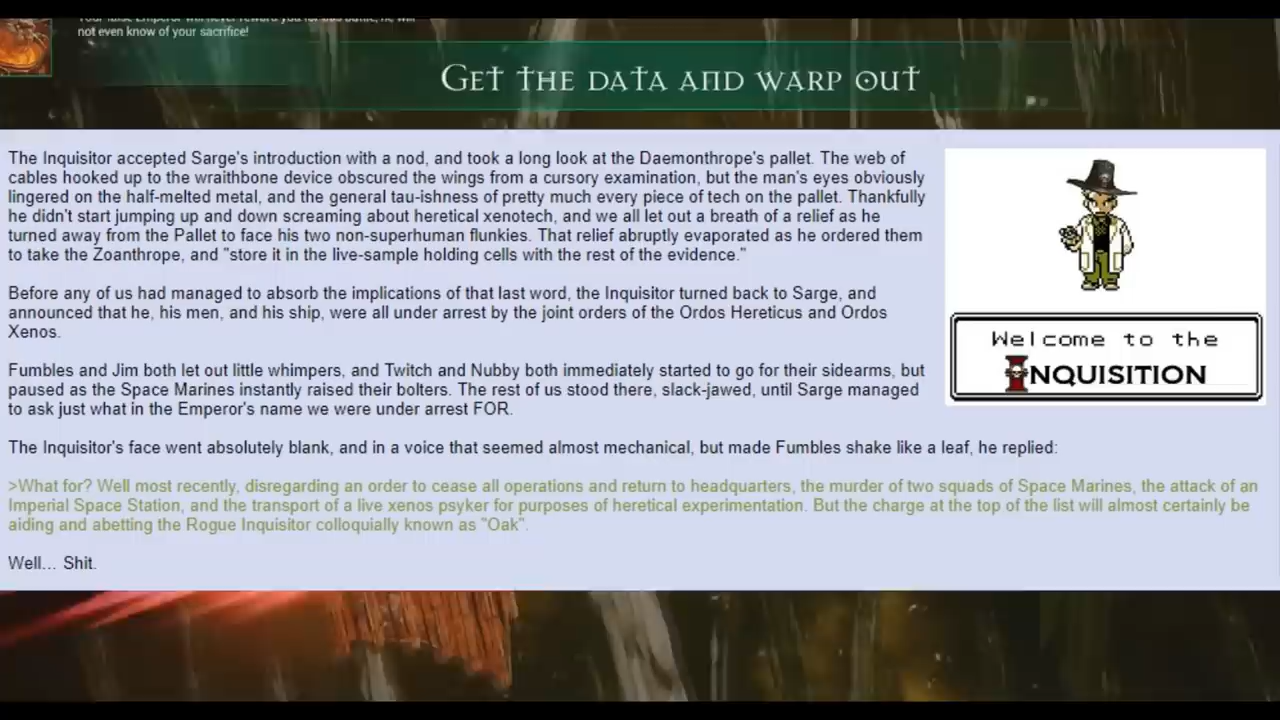 not even know of your sacrifice!
GET THE DATA AND WARP OUT
The Inquisitor accepted Sarge's introduction with a nod, and took a long look at the Daemonthrope's pallet. The web of
cables hooked up to the wraithbone device obscured the wings from a cursory examination, but the man's eyes obviously
lingered on the half-melted metal, and the general tau-ishness of pretty much every piece of tech on the pallet. Thankfully
he didn't start jumping up and down screaming about heretical xenotech, and we all let out a breath of a relief as he
turned away from the Pallet to face his two non-superhuman flunkies. That relief abruptly evaporated as he ordered them
to take the Zoanthrope, and "store it in the live-sample holding cells with the rest of the evidence."
Before any of us had managed to absorb the implications of that last word, the Inquisitor turned back to Sarge, and
announced that he, his men, and his ship, were all under arrest by the joint orders of the Ordos Hereticus and Ordos
Xenos.
Fumbles and Jim both let out little whimpers, and Twitch and Nubby both immediately started to go for their sidearms, but
paused as the Space Marines instantly raised their bolters. The rest of us stood there, slack-jawed, until Sarge managed
to ask just what in the Emperor's name we were under arrest FOR.
The Inquisitor's face went absolutely blank, and in a voice that seemed almost mechanical, but made Fumbles shake like a leaf, he replied:
>What for? Well most recently, disregarding an order to cease all operations and return to headquarters, the murder of two squads of Space Marines, the attack of an
Imperial Space Station, and the transport of a live xenos psyker for purposes of heretical experimentation. But the charge at the top of the list will almost certainly be
aiding and abetting the Rogue Inquisitor colloquially known as "Oak".
Well... Shit.
Welcome to the
INQUISITION